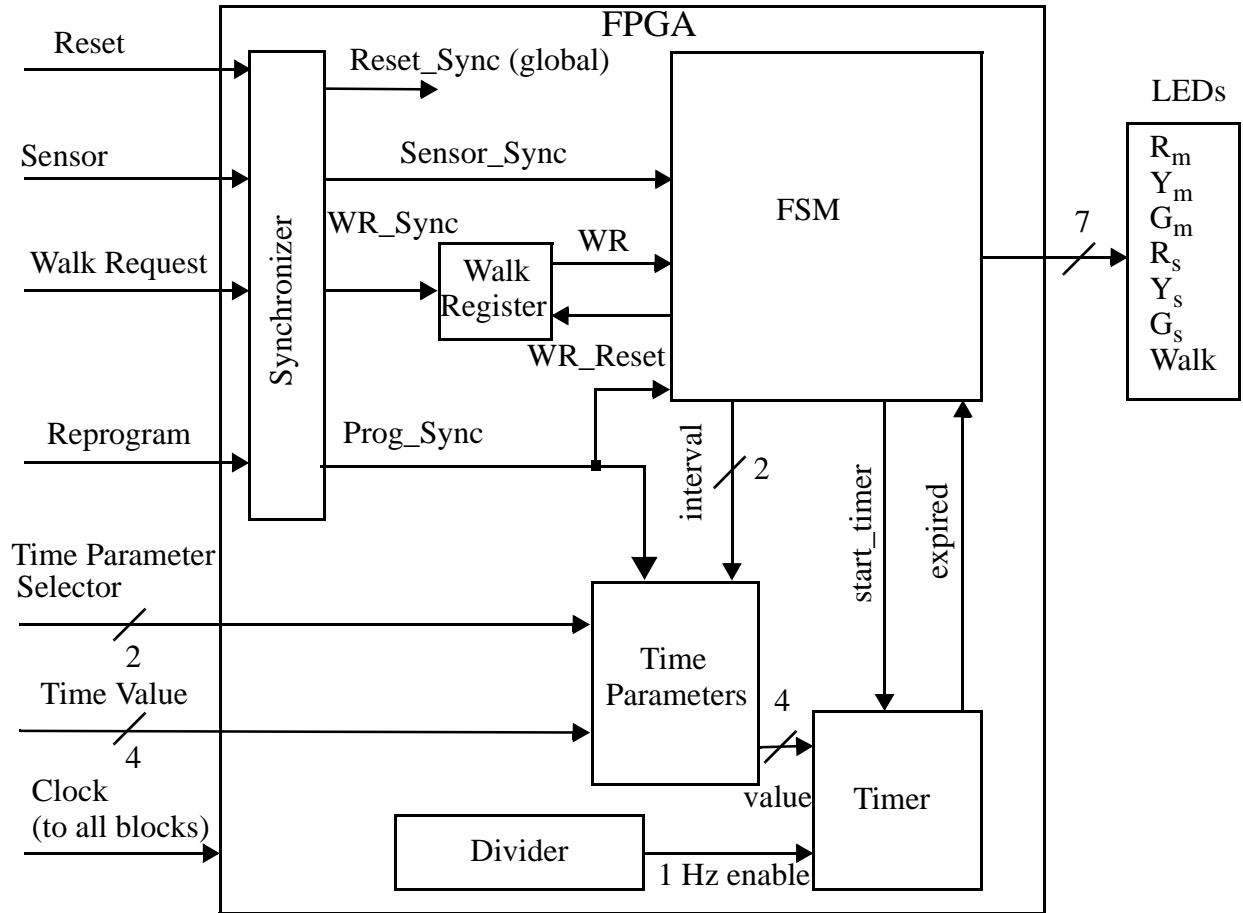 FPGA
Reset
Reset_Sync (global)
LEDs
Sensor
Sensor_Sync
FSM
R_m
Y_m
G_m
R_s
Y_s
G_s
Walk
7
Synchronizer
WR_Sync
WR
Walk Request
Walk
Register
WR_Reset
Reprogram
Prog_Sync
interval
2
start_timer
expired
Time Parameter
Selector
2
Time
Parameters
Time Value
4
4
value
Timer
Clock
(to all blocks)
Divider
1 Hz enable